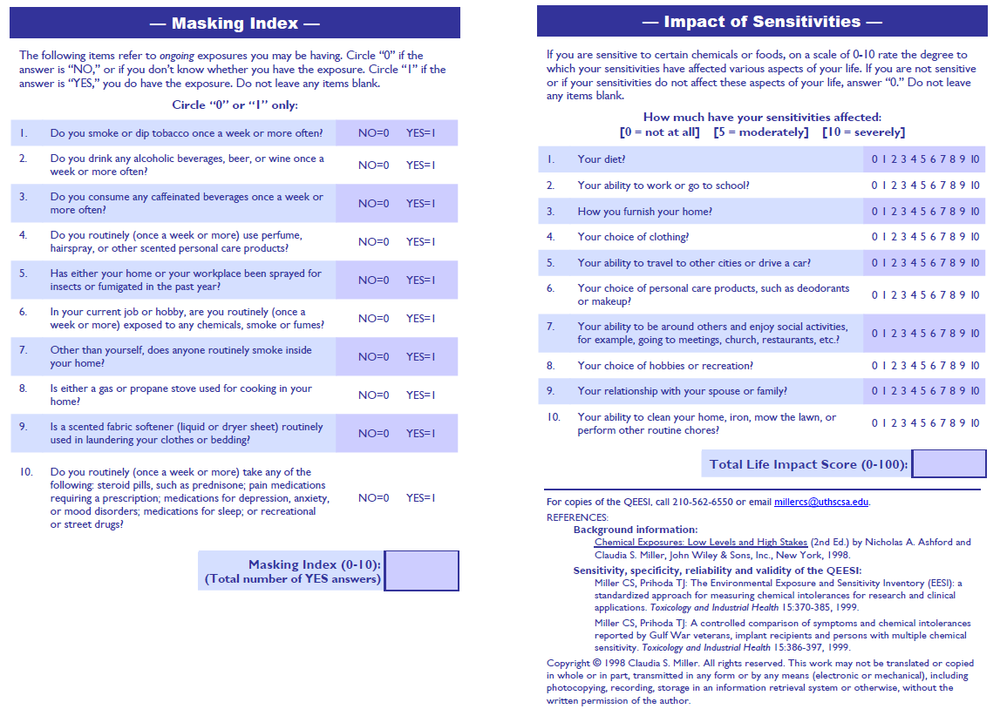 — Masking Index —
The following items refer to ongoing exposures you may be having. Circle “0” if the
answer is “NO,” or if you don’t know whether you have the exposure. Circle “1” if the
answer is “YES,” you do have the exposure. Do not leave any items blank.
Circle “0” or “1” only:
1. Do you smoke or dip tobacco once a week or more often? NO=0 YES=1
2. Do you drink any alcoholic beverages, beer, or wine once a
week or more often? NO=0 YES=1
3. Do you consume any caffeinated beverages once a week or
more often? NO=0 YES=1
4. Do you routinely (once a week or more) use perfume,
hairspray, or other scented personal care products? NO=0 YES=1
5. Has either your home or your workplace been sprayed for
insects or fumigated in the past year? NO=0 YES=1
6. In your current job or hobby, are you routinely (once a
week or more) exposed to any chemicals, smoke or fumes? NO=0 YES=1
7. Other than yourself, does anyone routinely smoke inside
your home? NO=0 YES=1
8. Is either a gas or propane stove used for cooking in your
home? NO=0 YES=1
9. Is a scented fabric softener (liquid or dryer sheet) routinely
used in laundering your clothes or bedding? NO=0 YES=1
10. Do you routinely (once a week or more) take any of the
following: steroid pills, such as prednisone; pain medications
requiring a prescription; medications for depression, anxiety,
or mood disorders; medications for sleep; or recreational
or street drugs? NO=0 YES=1
Masking Index (0-10):
(Total number of YES answers)
— Impact of Sensitivities —
If you are sensitive to certain chemicals or foods, on a scale of 0-10 rate the degree to
which your sensitivities have affected various aspects of your life. If you are not sensitive
or if your sensitivities do not affect these aspects of your life, answer “0.” Do not leave
any items blank.
How much have your sensitivities affected:
[0 = not at all] [5 = moderately] [10 = severely]
1. Your diet? 0 1 2 3 4 5 6 7 8 9 10
2. Your ability to work or go to school? 0 1 2 3 4 5 6 7 8 9 10
3. How you furnish your home? 0 1 2 3 4 5 6 7 8 9 10
4. Your choice of clothing? 0 1 2 3 4 5 6 7 8 9 10
5. Your ability to travel to other cities or drive a car? 0 1 2 3 4 5 6 7 8 9 10
6. Your choice of personal care products, such as deodorants
or makeup? 0 1 2 3 4 5 6 7 8 9 10
7. Your ability to be around others and enjoy social activities,
for example, going to meetings, church, restaurants, etc.? 0 1 2 3 4 5 6 7 8 9 10
8. Your choice of hobbies or recreation? 0 1 2 3 4 5 6 7 8 9 10
9. Your relationship with your spouse or family? 0 1 2 3 4 5 6 7 8 9 10
10. Your ability to clean your home, iron, mow the lawn, or
perform other routine chores? 0 1 2 3 4 5 6 7 8 9 10
Total Life Impact Score (0-100):
For copies of the QEESI, call 210-562-6550 or email millercs@uthscsa.edu.
REFERENCES:
Background information:
Chemical Exposures: Low Levels and High Stakes (2nd Ed.) by Nicholas A. Ashford and
Claudia S. Miller, John Wiley & Sons, Inc., New York, 1998.
Sensitivity, specificity, reliability and validity of the QEESI:
Miller CS, Prihoda TJ: The Environmental Exposure and Sensitivity Inventory (EESI): a
standardized approach for measuring chemical intolerances for research and clinical
applications. Toxicology and Industrial Health 15:370-385, 1999.
Miller CS, Prihoda TJ: A controlled comparison of symptoms and chemical intolerances
reported by Gulf War veterans, implant recipients and persons with multiple chemical
sensitivity. Toxicology and Industrial Health 15:386-397, 1999.
Copyright © 1998 Claudia S. Miller. All rights reserved. This work may not be translated or copied
in whole or in part, transmitted in any form or by any means (electronic or mechanical), including
photocopying, recording, storage in an information retrieval system or otherwise, without the
written permission of the author.